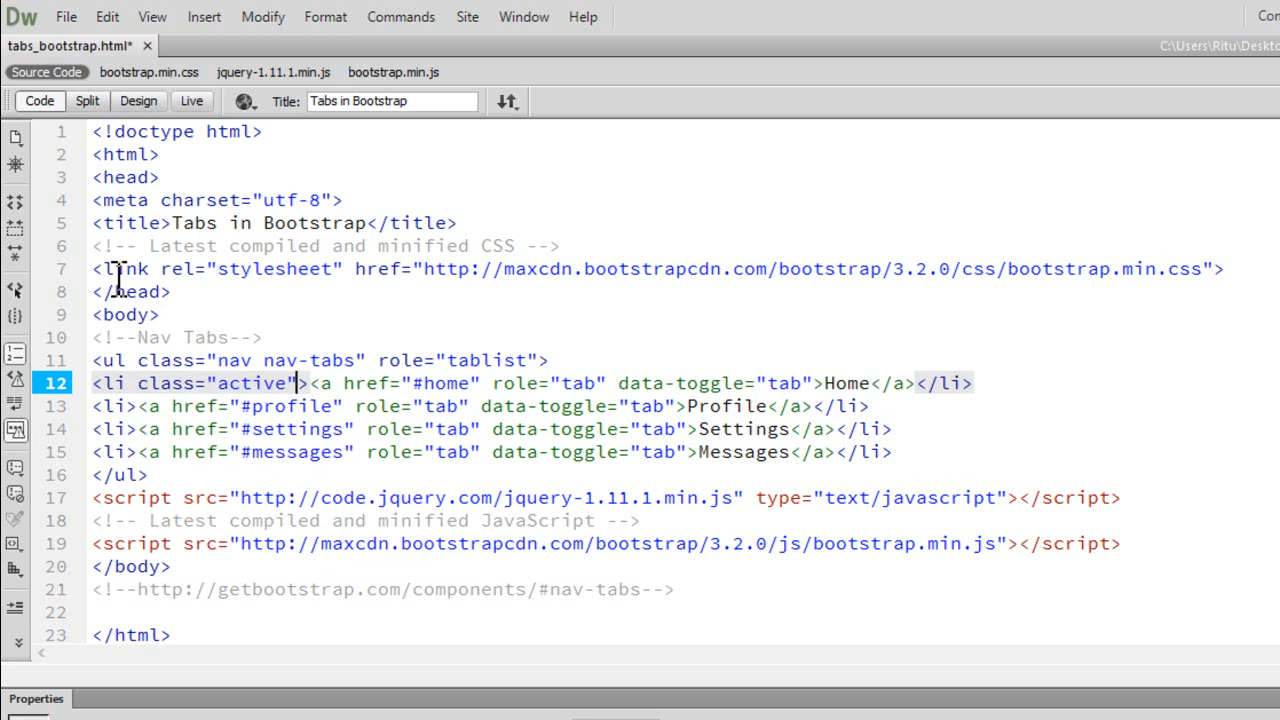 Dw File Edit View Insert Modify Format Commands Site Window Help
tabs_bootstrap.html* × C:\Users\Ritu\Deskto
Source Code bootstrap.min.css jquery-1.11.1.min.js bootstrap.min.js
Code Split Design Live Title: Tabs in Bootstrap
1 <!doctype html>
2 <html>
3 <head>
4 <meta charset="utf-8">
5 <title>Tabs in Bootstrap</title>
6 <!-- Latest compiled and minified CSS -->
7 <link rel="stylesheet" href="http://maxcdn.bootstrapcdn.com/bootstrap/3.2.0/css/bootstrap.min.css">
8 </head>
9 <body>
10 <!--Nav Tabs-->
11 <ul class="nav nav-tabs" role="tablist">
12 <li class="active"><a href="#home" role="tab" data-toggle="tab">Home</a></li>
13 <li><a href="#profile" role="tab" data-toggle="tab">Profile</a></li>
14 <li><a href="#settings" role="tab" data-toggle="tab">Settings</a></li>
15 <li><a href="#messages" role="tab" data-toggle="tab">Messages</a></li>
16 </ul>
17 <script src="http://code.jquery.com/jquery-1.11.1.min.js" type="text/javascript"></script>
18 <!-- Latest compiled and minified JavaScript -->
19 <script src="http://maxcdn.bootstrapcdn.com/bootstrap/3.2.0/js/bootstrap.min.js"></script>
20 </body>
21 <!--http://getbootstrap.com/components/#nav-tabs-->
22
23 </html>
Properties